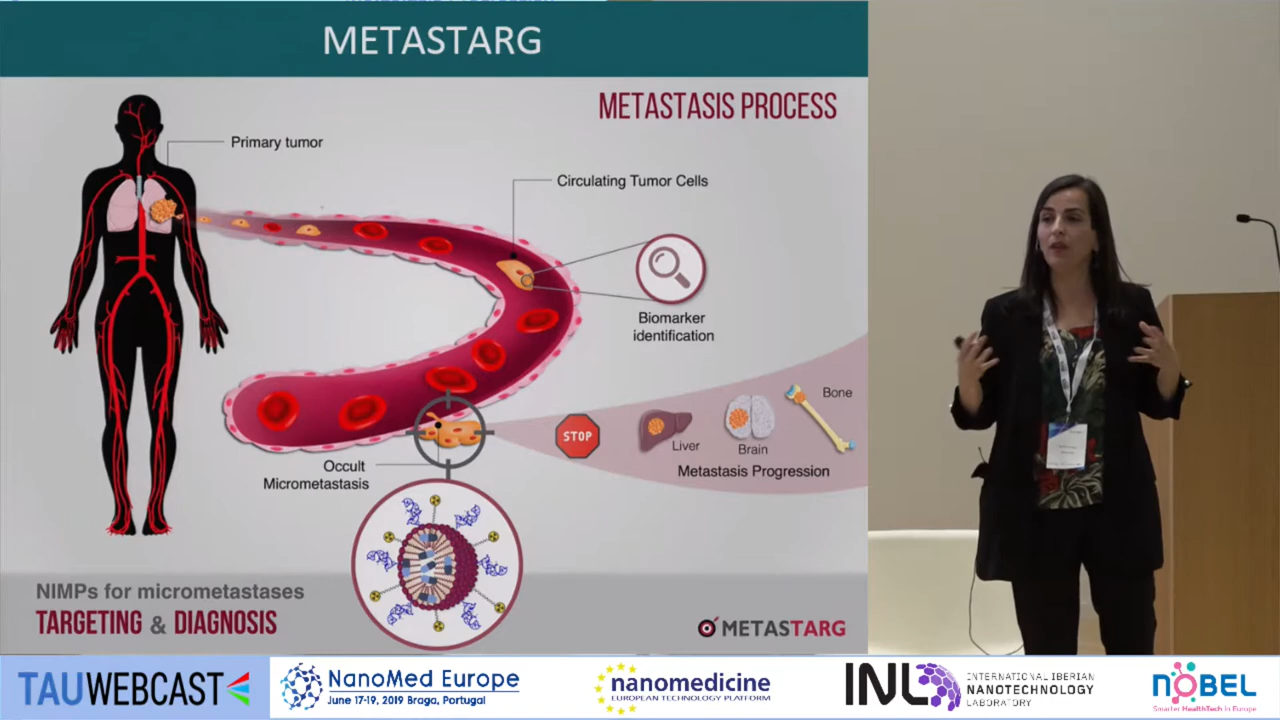 METASTARG
METASTASIS PROCESS
Primary tumor
Circulating Tumor Cells
Biomarker
identification
STOP
Bone
Liver
Brain
Metastasis Progression
Occult
Micrometastasis
NIMPs for micrometastases
TARGETING & DIAGNOSIS
METASTARG
TAUWEBCAST
NanoMed Europe
June 17-19, 2019 Braga, Portugal
nanomedicine
EUROPEAN TECHNOLOGY PLATFORM
INL
INTERNATIONAL IBERIAN
NANOTECHNOLOGY
LABORATORY
NOBEL
Smarter HealthTech in Europe